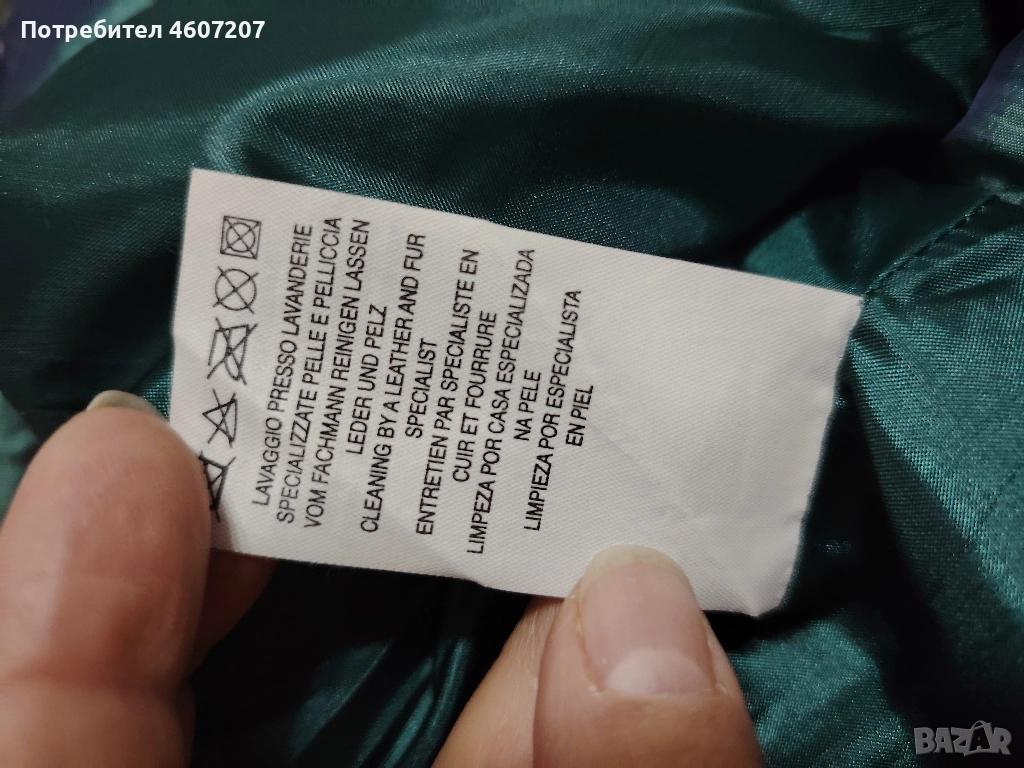 Потребител 4607207
LAVAGGIO PRESSO LAVANDERIE
SPECIALIZZATE PELLE E PELLICCIA
VOM FACHMANN REINIGEN LASSEN
LEDER UND PELZ
CLEANING BY A LEATHER AND FUR
SPECIALIST
ENTRETIEN PAR SPECIALISTE EN
CUIR ET FOURRURE
LIMPEZA POR CASA ESPECIALIZADA
NA PELE
LIMPIEZA POR ESPECIALISTA
EN PIEL
BAZAR